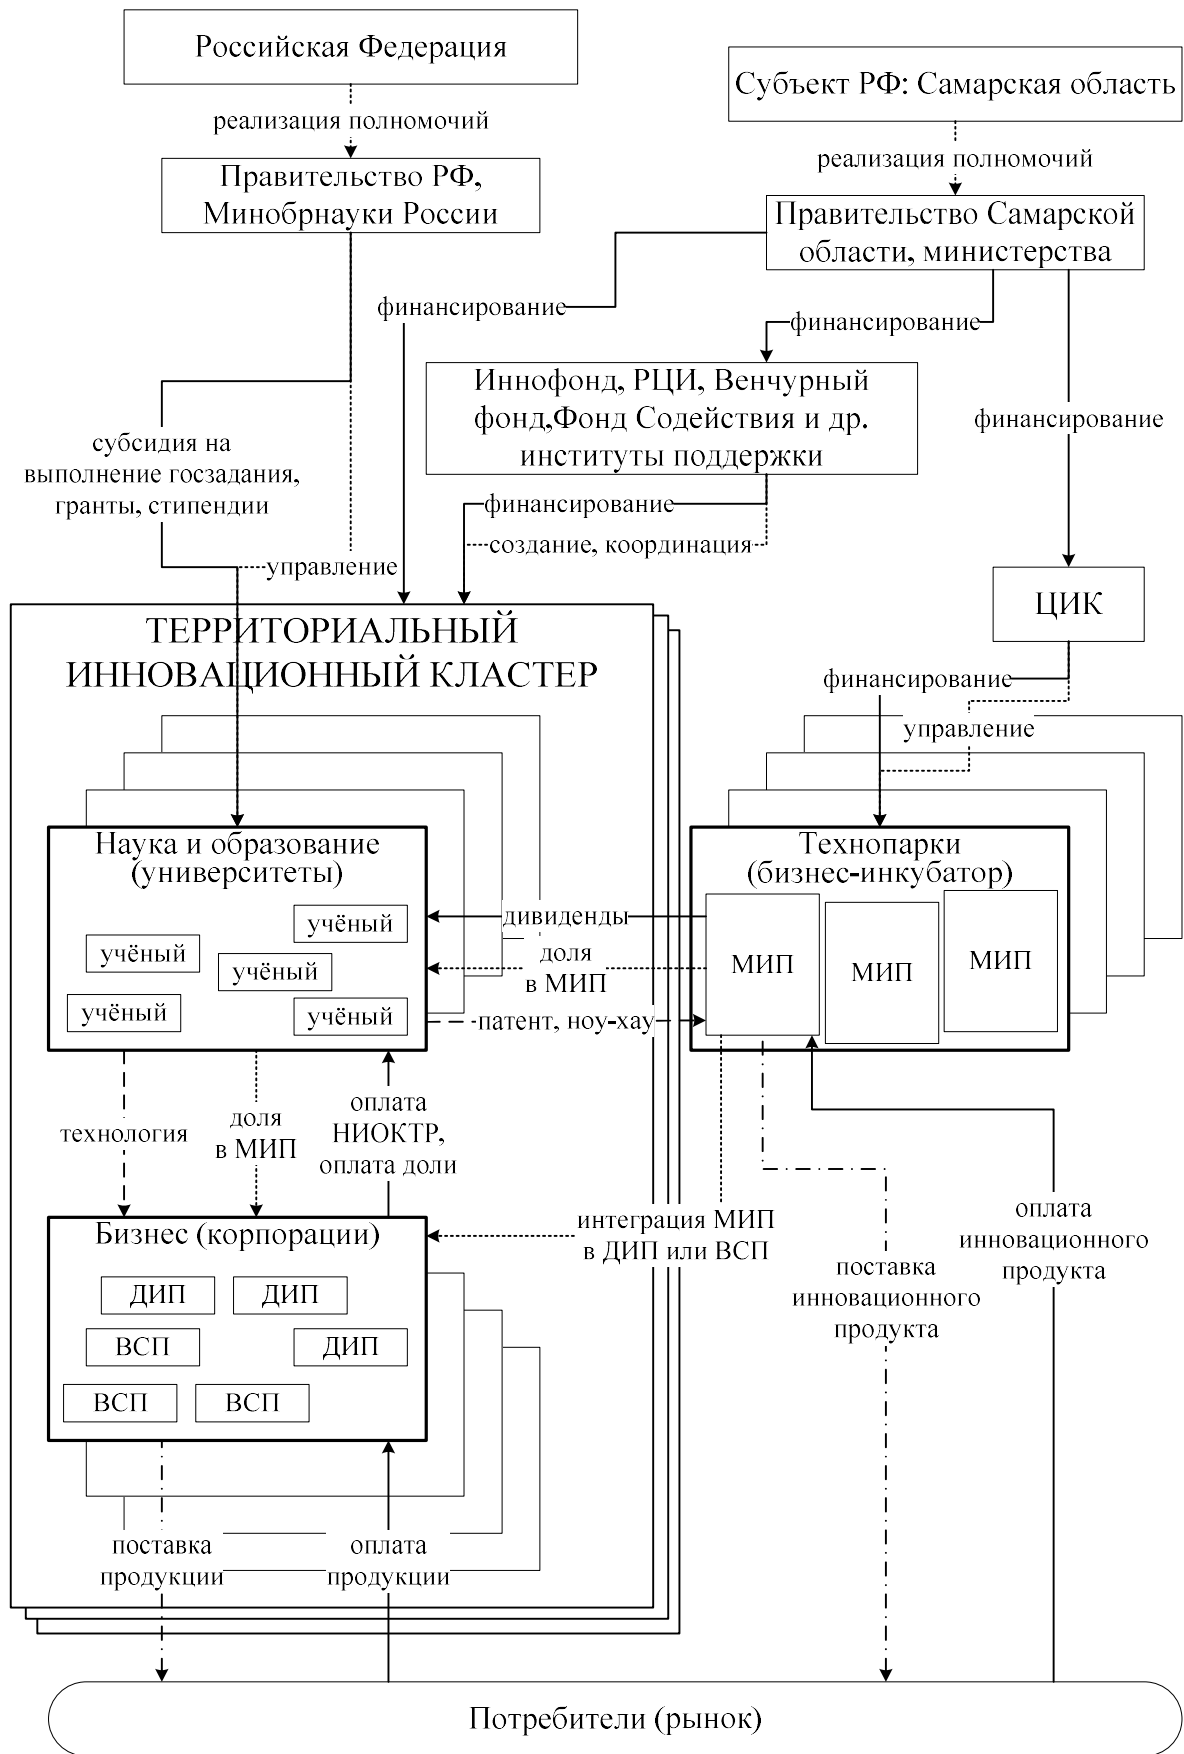 Российская Федерация
Субъект РФ: Самарская область
реализация полномочий
реализация полномочий
Правительство РФ,
Минобрнауки России
Правительство Самарской
области, министерства
финансирование
финансирование
Иннофонд, РЦИ, Венчурный
фонд,Фонд Содействия и др.
институты поддержки
финансирование
субсидия на
выполнение госзадания,
гранты, стипендии
финансирование
создание, координация
управление
ЦИК
ТЕРРИТОРИАЛЬНЫЙ
ИННОВАЦИОННЫЙ КЛАСТЕР
финансирование
управление
Наука и образование
(университеты)
учёный
учёный
учёный
учёный
учёный
Технопарки
(бизнес-инкубатор)
МИП
МИП
МИП
дивиденды
доля
в МИП
патент, ноу-хау
технология
доля
в МИП
оплата
НИОКТР,
оплата доли
интеграция МИП
в ДИП или ВСП
поставка
инновационного
продукта
оплата
инновационного
продукта
Бизнес (корпорации)
ДИП
ДИП
ВСП
ДИП
ВСП
ВСП
поставка
продукции
оплата
продукции
Потребители (рынок)